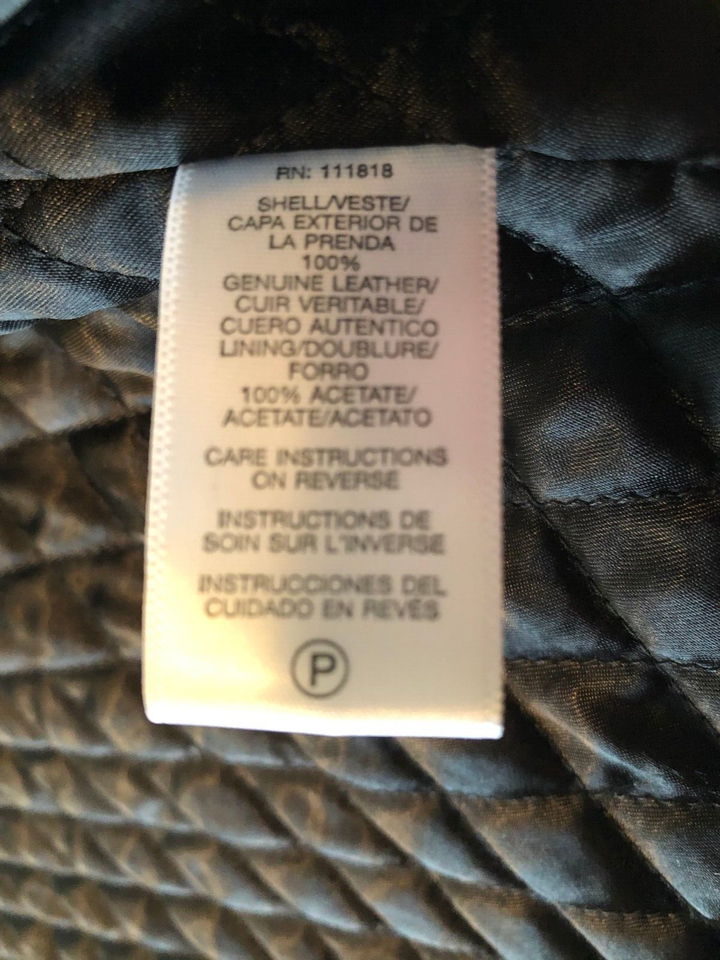 RN: 111818
SHELL/VESTE/
CAPA EXTERIOR DE
LA PRENDA
100%
GENUINE LEATHER/
CUIR VERITABLE/
CUERO AUTENTICO
LINING/DOUBLURE/
FORRO
100% ACETATE/
ACETATE/ACETATO
CARE INSTRUCTIONS
ON REVERSE
INSTRUCTIONS DE
SOIN SUR L'INVERSE
INSTRUCCIONES DEL
CUIDADO EN REVES
P